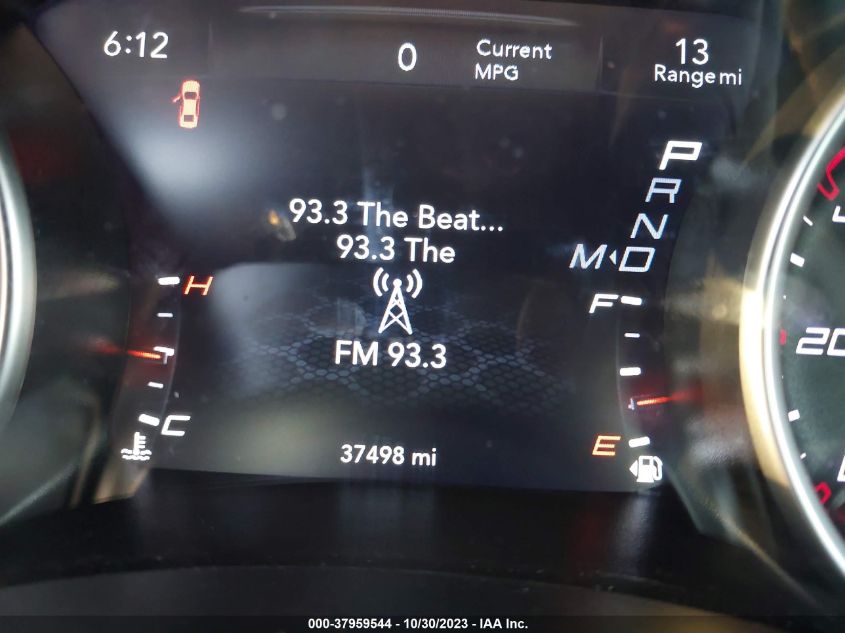 6:12
0
Current
MPG
13
Range mi
P
R
N
M◂D
93.3 The Beat...
93.3 The
FM 93.3
H
C
F
E
37498 mi
20
000-37959544 - 10/30/2023 - IAA Inc.